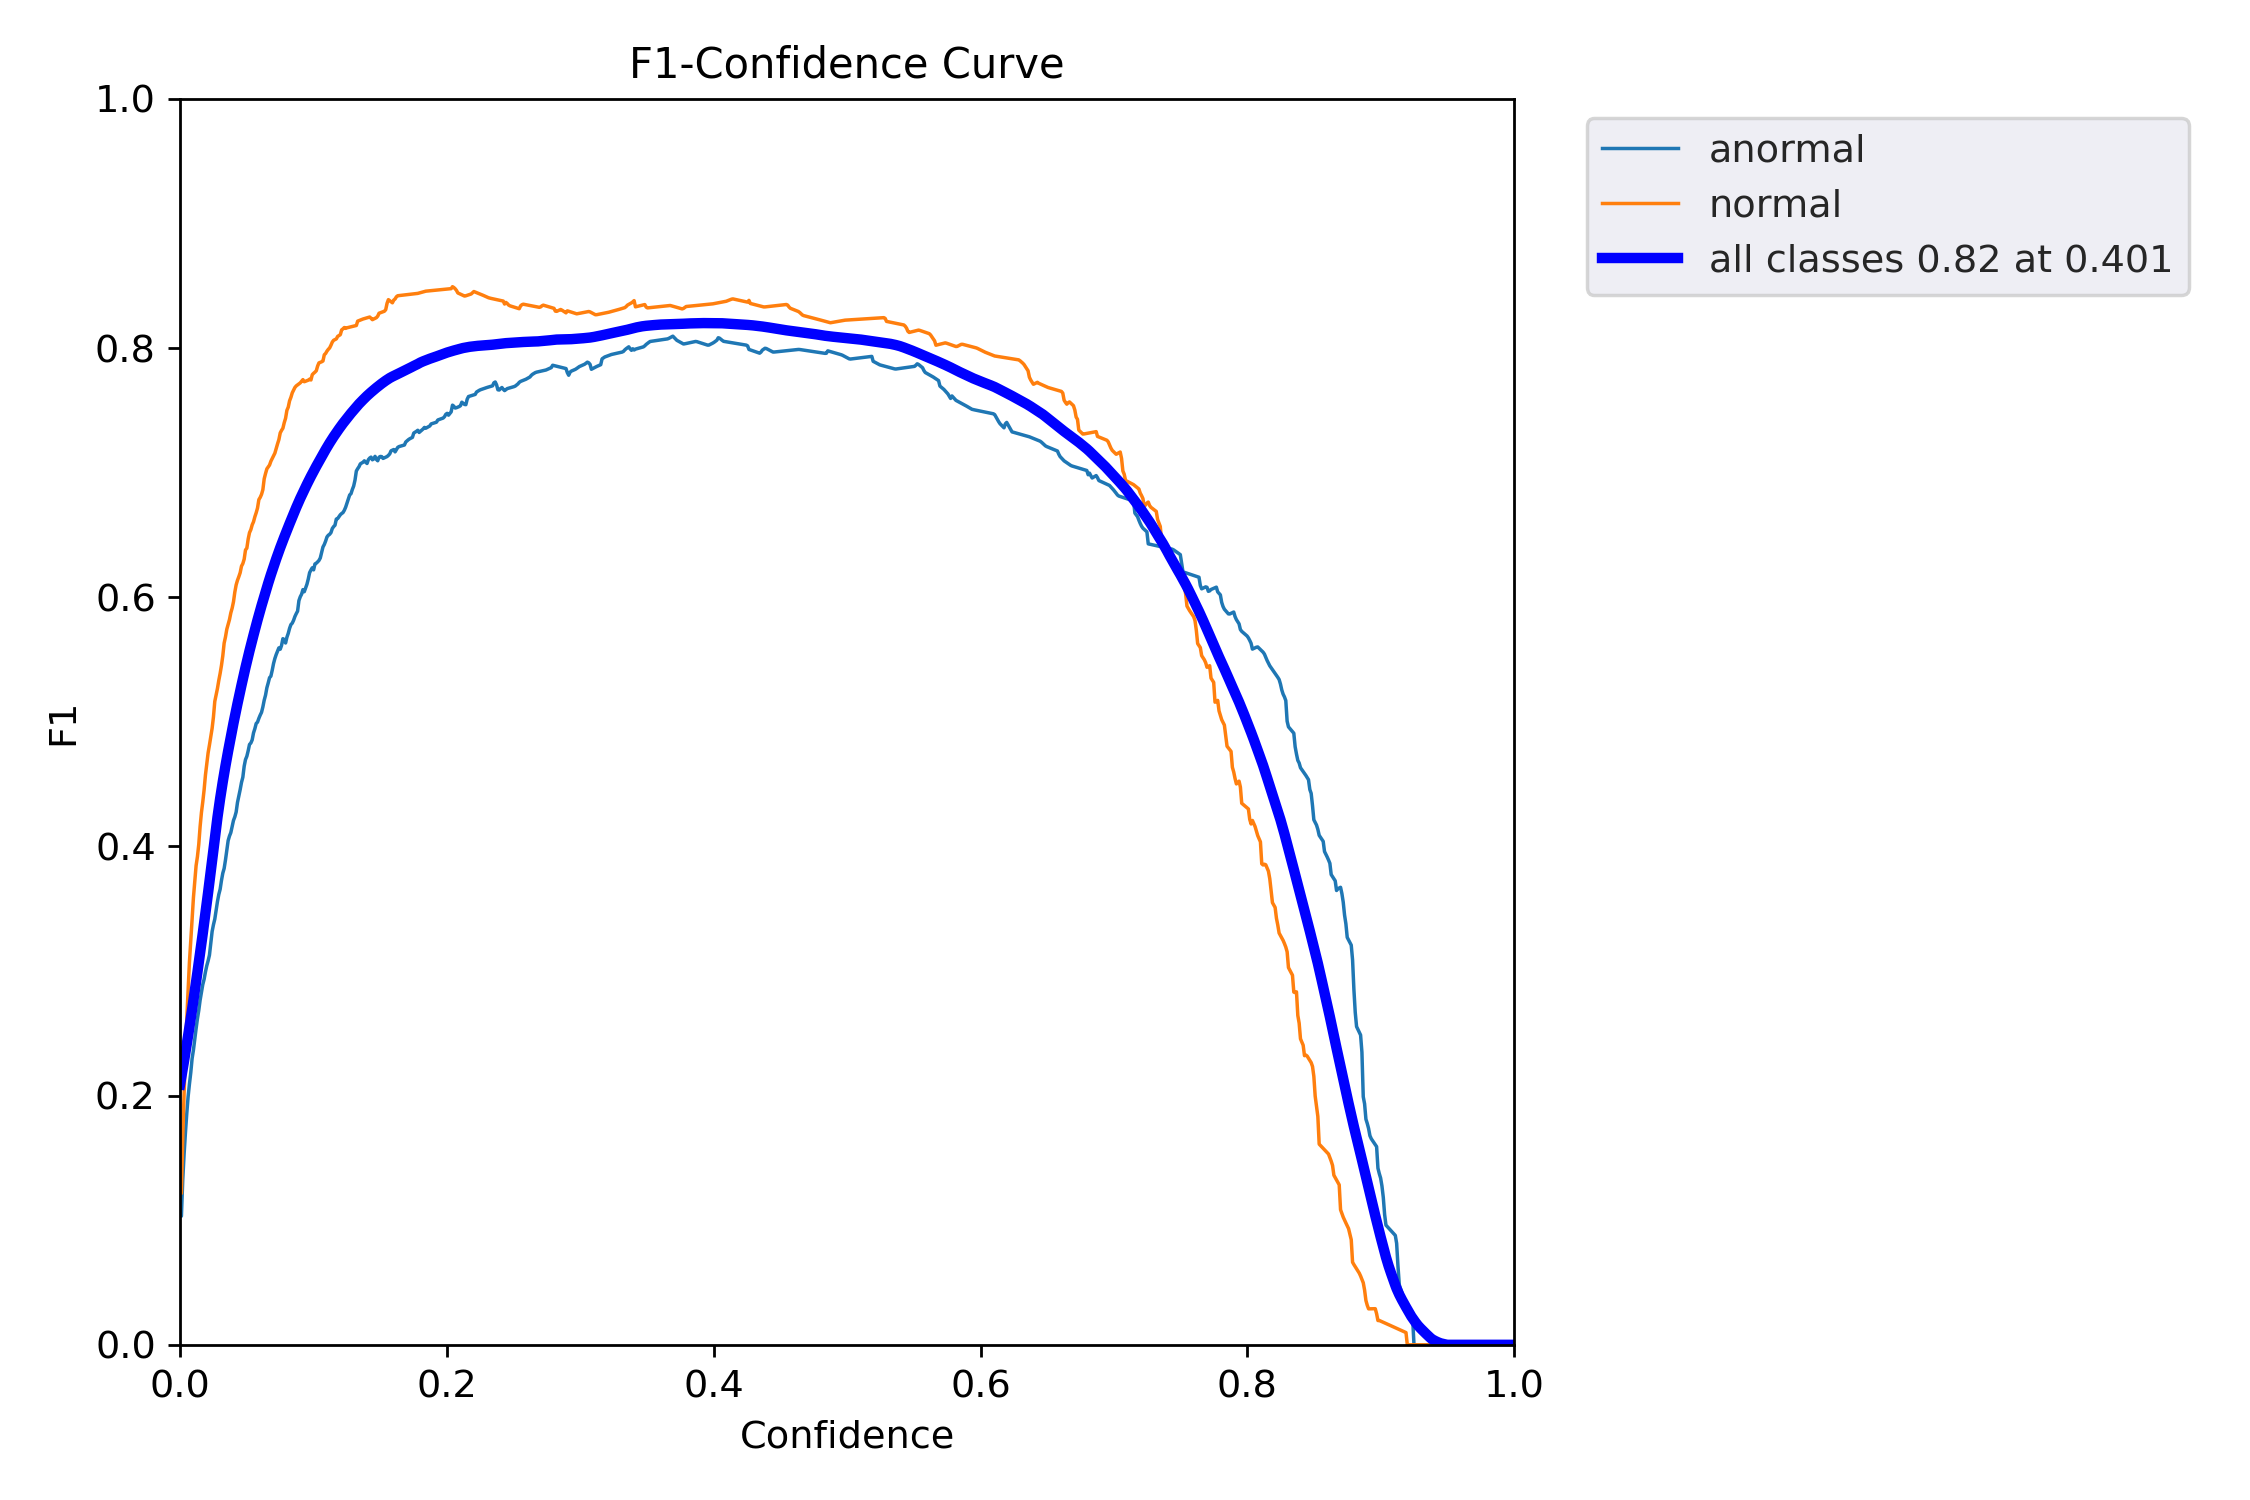 F1-Confidence Curve
1.0
0.8
0.6
0.4
0.2
0.0
F1
0.0 0.2 0.4 0.6 0.8 1.0
Confidence
anormal
normal
all classes 0.82 at 0.401